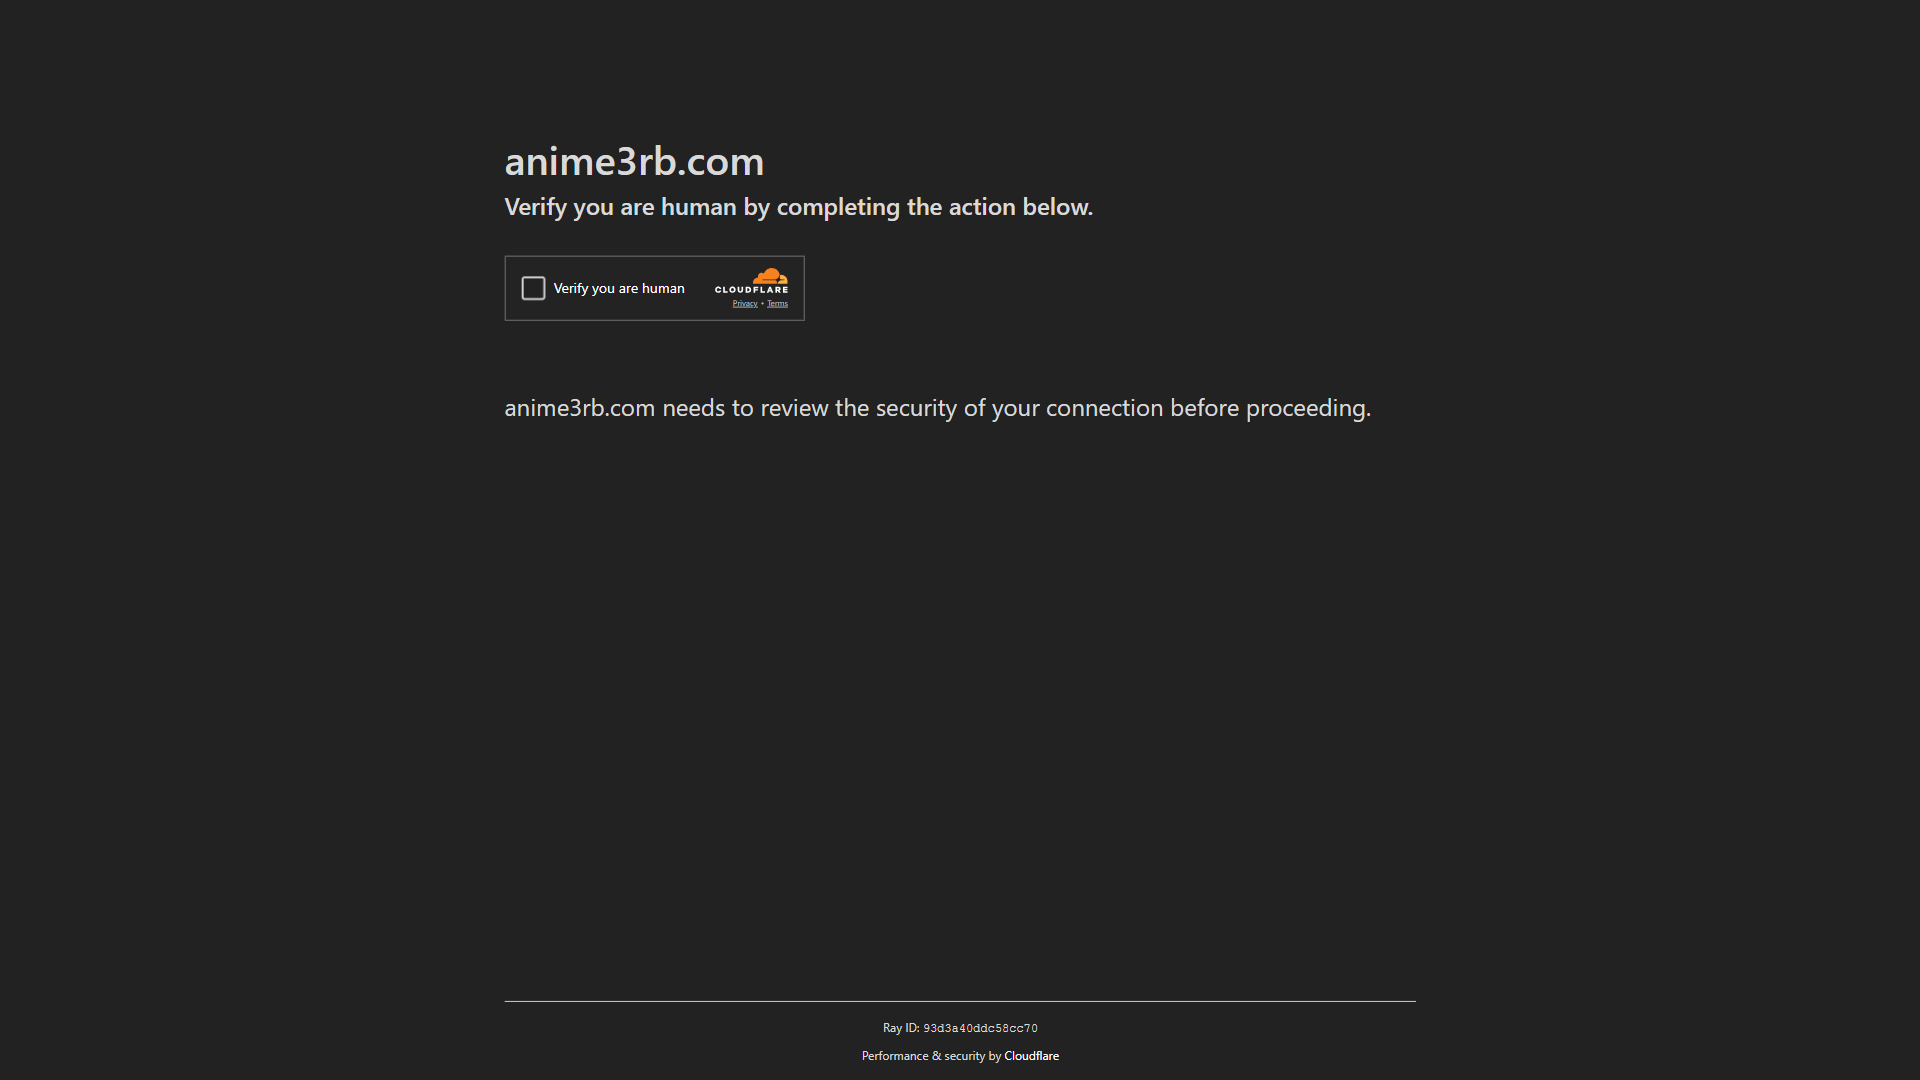 anime3rb.com
Verify you are human by completing the action below.
Verify you are human
CLOUDFLARE
Privacy • Terms
anime3rb.com needs to review the security of your connection before proceeding.
Ray ID: 93d3a40ddc58cc70
Performance & security by Cloudflare